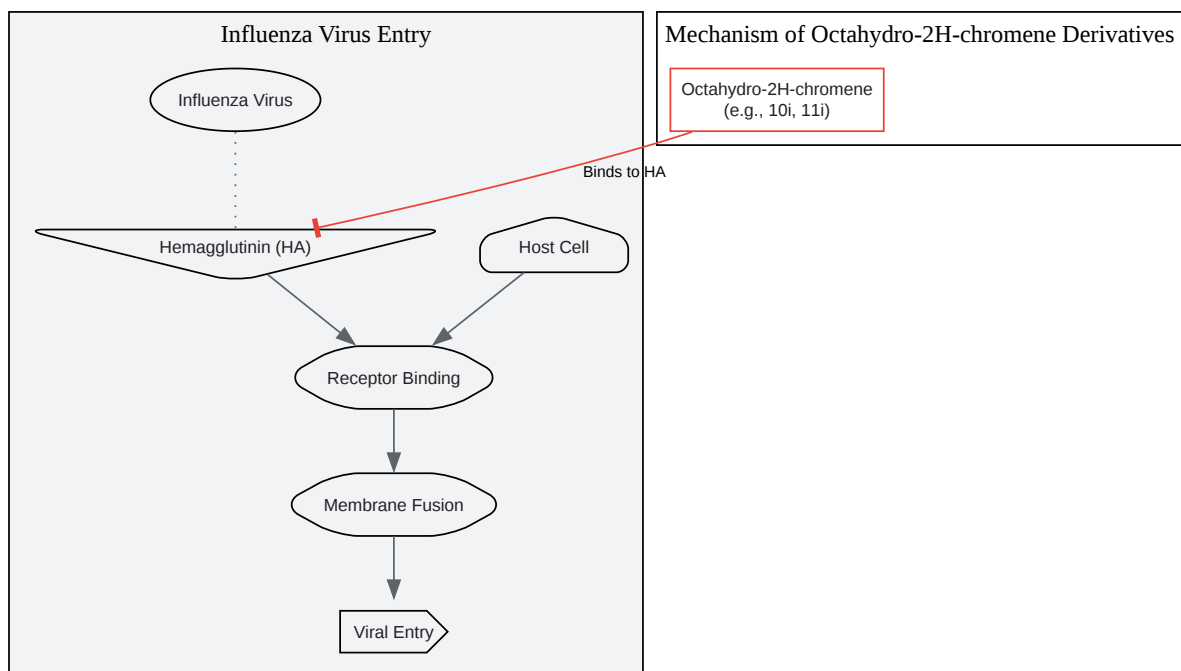 Influenza Virus Entry
Mechanism of Octahydro-2H-chromene Derivatives
Influenza Virus
Octahydro-2H-chromene
(e.g., 10i, 11i)
Binds to HA
Hemagglutinin (HA)
Host Cell
Receptor Binding
Membrane Fusion
Viral Entry